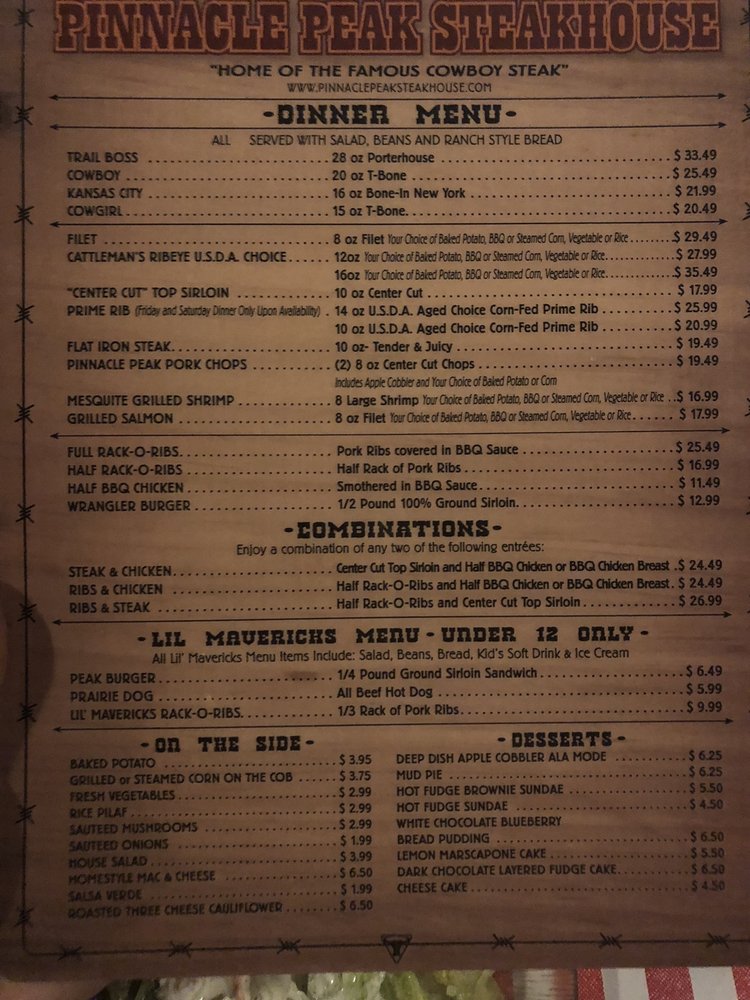 PINNACLE PEAK STEAKHOUSE
"HOME OF THE FAMOUS COWBOY STEAK"
WWW.PINNACLEPEAKSTEAKHOUSE.COM
-DINNER MENU-
ALL SERVED WITH SALAD, BEANS AND RANCH STYLE BREAD
TRAIL BOSS .................... 28 oz Porterhouse .................... $ 33.49
COWBOY .................... 20 oz T-Bone .................... $ 25.49
KANSAS CITY .................... 16 oz Bone-In New York .................... $ 21.99
COWGIRL .................... 15 oz T-Bone. .................... $ 20.49
FILET .................... 8 oz Filet Your Choice of Baked Potato, BBQ or Steamed Corn, Vegetable or Rice ........ $ 29.49
CATTLEMAN'S RIBEYE U.S.D.A. CHOICE ...... 12oz Your Choice of Baked Potato, BBQ or Steamed Corn, Vegetable or Rice. ........ $ 27.99
16oz Your Choice of Baked Potato, BBQ or Steamed Corn, Vegetable or Rice. ........ $ 35.49
"CENTER CUT" TOP SIRLOIN ............ 10 oz Center Cut .................... $ 17.99
PRIME RIB (Friday and Saturday Dinner Only Upon Availability) . 14 oz U.S.D.A. Aged Choice Corn-Fed Prime Rib ........ $ 25.99
10 oz U.S.D.A. Aged Choice Corn-Fed Prime Rib ........ $ 20.99
FLAT IRON STEAK .................... 10 oz- Tender & Juicy .................... $ 19.49
PINNACLE PEAK PORK CHOPS ............ (2) 8 oz Center Cut Chops .................... $ 19.49
Includes Apple Cobbler and Your Choice of Baked Potato or Corn
MESQUITE GRILLED SHRIMP ............ 8 Large Shrimp Your Choice of Baked Potato, BBQ or Steamed Corn, Vegetable or Rice .. $ 16.99
GRILLED SALMON .................... 8 oz Filet Your Choice of Baked Potato, BBQ or Steamed Corn, Vegetable or Rice ...... $ 17.99
FULL RACK-O-RIBS. .................... Pork Ribs covered in BBQ Sauce .................... $ 25.49
HALF RACK-O-RIBS .................... Half Rack of Pork Ribs .................... $ 16.99
HALF BBQ CHICKEN .................... Smothered in BBQ Sauce .................... $ 11.49
WRANGLER BURGER .................... 1/2 Pound 100% Ground Sirloin. .................... $ 12.99
-COMBINATIONS-
Enjoy a combination of any two of the following entrées:
STEAK & CHICKEN .................... Center Cut Top Sirloin and Half BBQ Chicken or BBQ Chicken Breast . $ 24.49
RIBS & CHICKEN .................... Half Rack-O-Ribs and Half BBQ Chicken or BBQ Chicken Breast . $ 24.49
RIBS & STEAK .................... Half Rack-O-Ribs and Center Cut Top Sirloin ............ $ 26.99
- LIL MAVERICKS MENU - UNDER 12 ONLY -
All Lil' Mavericks Menu Items Include: Salad, Beans, Bread, Kid's Soft Drink & Ice Cream
PEAK BURGER .................... 1/4 Pound Ground Sirloin Sandwich .................... $ 6.49
PRAIRIE DOG .................... All Beef Hot Dog .................... $ 5.99
LIL' MAVERICKS RACK-O-RIBS. ............ 1/3 Rack of Pork Ribs .................... $ 9.99
- ON THE SIDE -
BAKED POTATO .................... $ 3.95
GRILLED or STEAMED CORN ON THE COB ...... $ 3.75
FRESH VEGETABLES .................... $ 2.99
RICE PILAF .................... $ 2.99
SAUTEED MUSHROOMS .................... $ 2.99
SAUTEED ONIONS .................... $ 1.99
HOUSE SALAD .................... $ 3.99
HOMESTYLE MAC & CHEESE .................... $ 6.50
SALSA VERDE .................... $ 1.99
ROASTED THREE CHEESE CAULIFLOWER ........ $ 6.50
- DESSERTS -
DEEP DISH APPLE COBBLER ALA MODE .......... $ 6.25
MUD PIE .................... $ 6.25
HOT FUDGE BROWNIE SUNDAE .................... $ 5.50
HOT FUDGE SUNDAE .................... $ 4.50
WHITE CHOCOLATE BLUEBERRY
BREAD PUDDING .................... $ 6.50
LEMON MARSCAPONE CAKE .................... $ 5.50
DARK CHOCOLATE LAYERED FUDGE CAKE .......... $ 6.50
CHEESE CAKE .................... $ 4.50